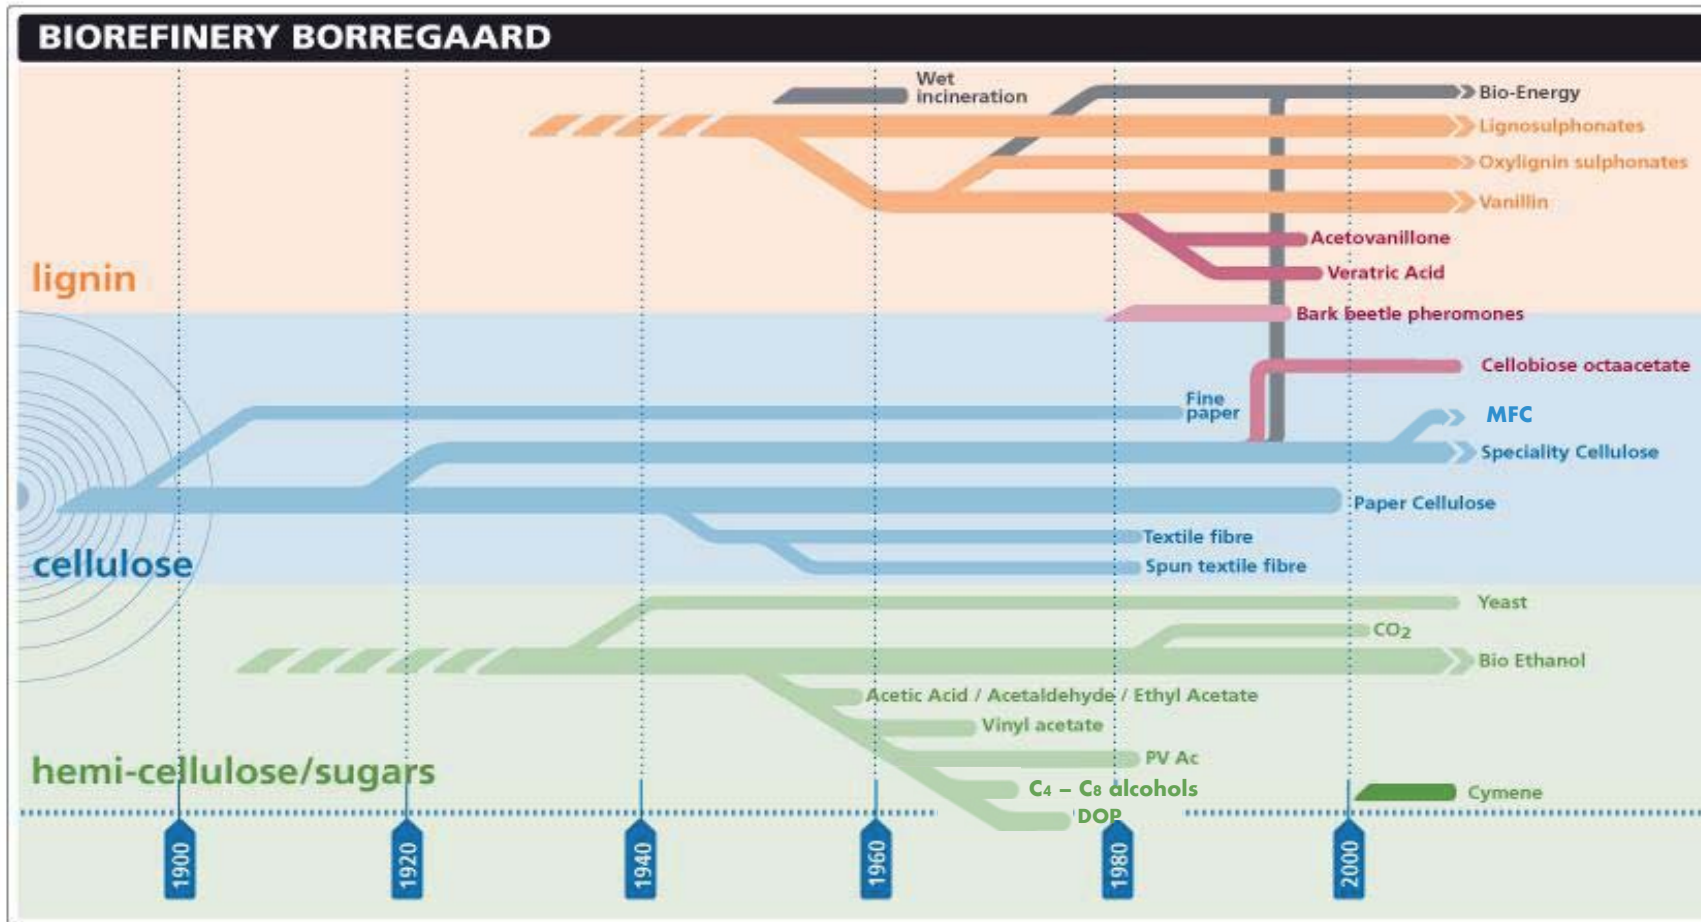 BIOREFINERY BORREGAARD
Wet
incineration
Bio-Energy
Lignosulphonates
Oxylignin sulphonates
Vanillin
Acetovanillone
lignin
Veratric Acid
Bark beetle pheromones
Cellobiose octaacetate
Fine
paper
MFC
Speciality Cellulose
Paper Cellulose
Textile fibre
cellulose
Spun textile fibre
Yeast
CO₂
Bio Ethanol
Acetic Acid / Acetaldehyde / Ethyl Acetate
Vinyl acetate
PV Ac
hemi-cellulose/sugars
C₄ – C₈ alcohols
Cymene
DOP
1900
1920
1940
1960
1980
2000